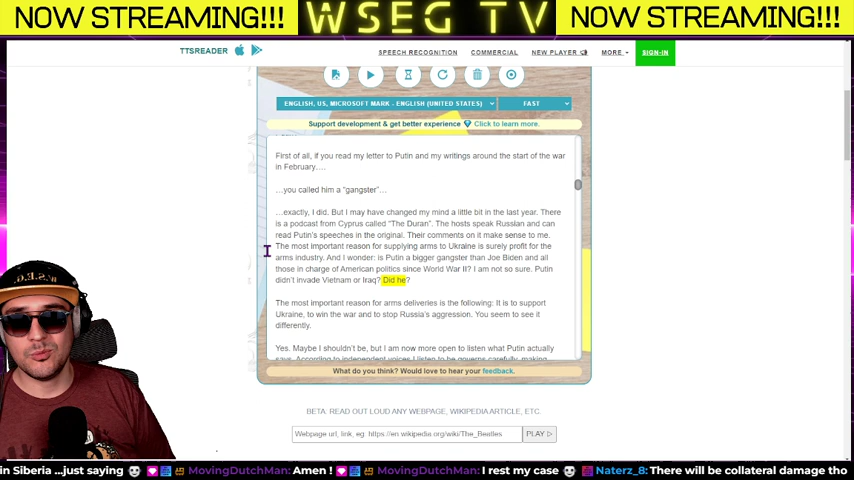 NOW STREAMING!!! WSEG TV NOW STREAMING!!!
TTSREADER SPEECH RECOGNITION COMMERCIAL NEW PLAYER MORE SIGN-IN
ENGLISH, US, MICROSOFT MARK - ENGLISH (UNITED STATES) FAST
Support development & get better experience Click to learn more.
First of all, if you read my letter to Putin and my writings around the start of the war
in February….
…you called him a “gangster”…
…exactly, I did. But I may have changed my mind a little bit in the last year. There
is a podcast from Cyprus called “The Duran”. The hosts speak Russian and can
read Putin’s speeches in the original. Their comments on it make sense to me.
The most important reason for supplying arms to Ukraine is surely profit for the
arms industry. And I wonder: is Putin a bigger gangster than Joe Biden and all
those in charge of American politics since World War II? I am not so sure. Putin
didn’t invade Vietnam or Iraq? Did he?
The most important reason for arms deliveries is the following: It is to support
Ukraine, to win the war and to stop Russia’s aggression. You seem to see it
differently.
Yes. Maybe I shouldn’t be, but I am now more open to listen what Putin actually
says. According to independent voices I listen to he governs carefully, making
What do you think? Would love to hear your feedback.
BETA: READ OUT LOUD ANY WEBPAGE, WIKIPEDIA ARTICLE, ETC.
Webpage url, link, eg: https://en.wikipedia.org/wiki/The_Beatles PLAY ▷
W.S.E.G.
in Siberia ...just saying MovingDutchMan: Amen ! MovingDutchMan: I rest my case Naterz_8: There will be collateral damage tho